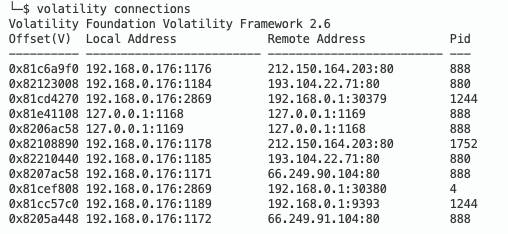 └─$ volatility connections
Volatility Foundation Volatility Framework 2.6
Offset(V)  Local Address             Remote Address            Pid
---------- ------------------------- ------------------------- ---
0x81c6a9f0 192.168.0.176:1176        212.150.164.203:80        888
0x82123008 192.168.0.176:1184        193.104.22.71:80          880
0x81cd4270 192.168.0.176:2869        192.168.0.1:30379         1244
0x81e41108 127.0.0.1:1168            127.0.0.1:1169            888
0x8206ac58 127.0.0.1:1169            127.0.0.1:1168            888
0x82108890 192.168.0.176:1178        212.150.164.203:80        1752
0x82210440 192.168.0.176:1185        193.104.22.71:80          880
0x8207ac58 192.168.0.176:1171        66.249.90.104:80          888
0x81cef808 192.168.0.176:2869        192.168.0.1:30380         4
0x81cc57c0 192.168.0.176:1189        192.168.0.1:9393          1244
0x8205a448 192.168.0.176:1172        66.249.91.104:80          888